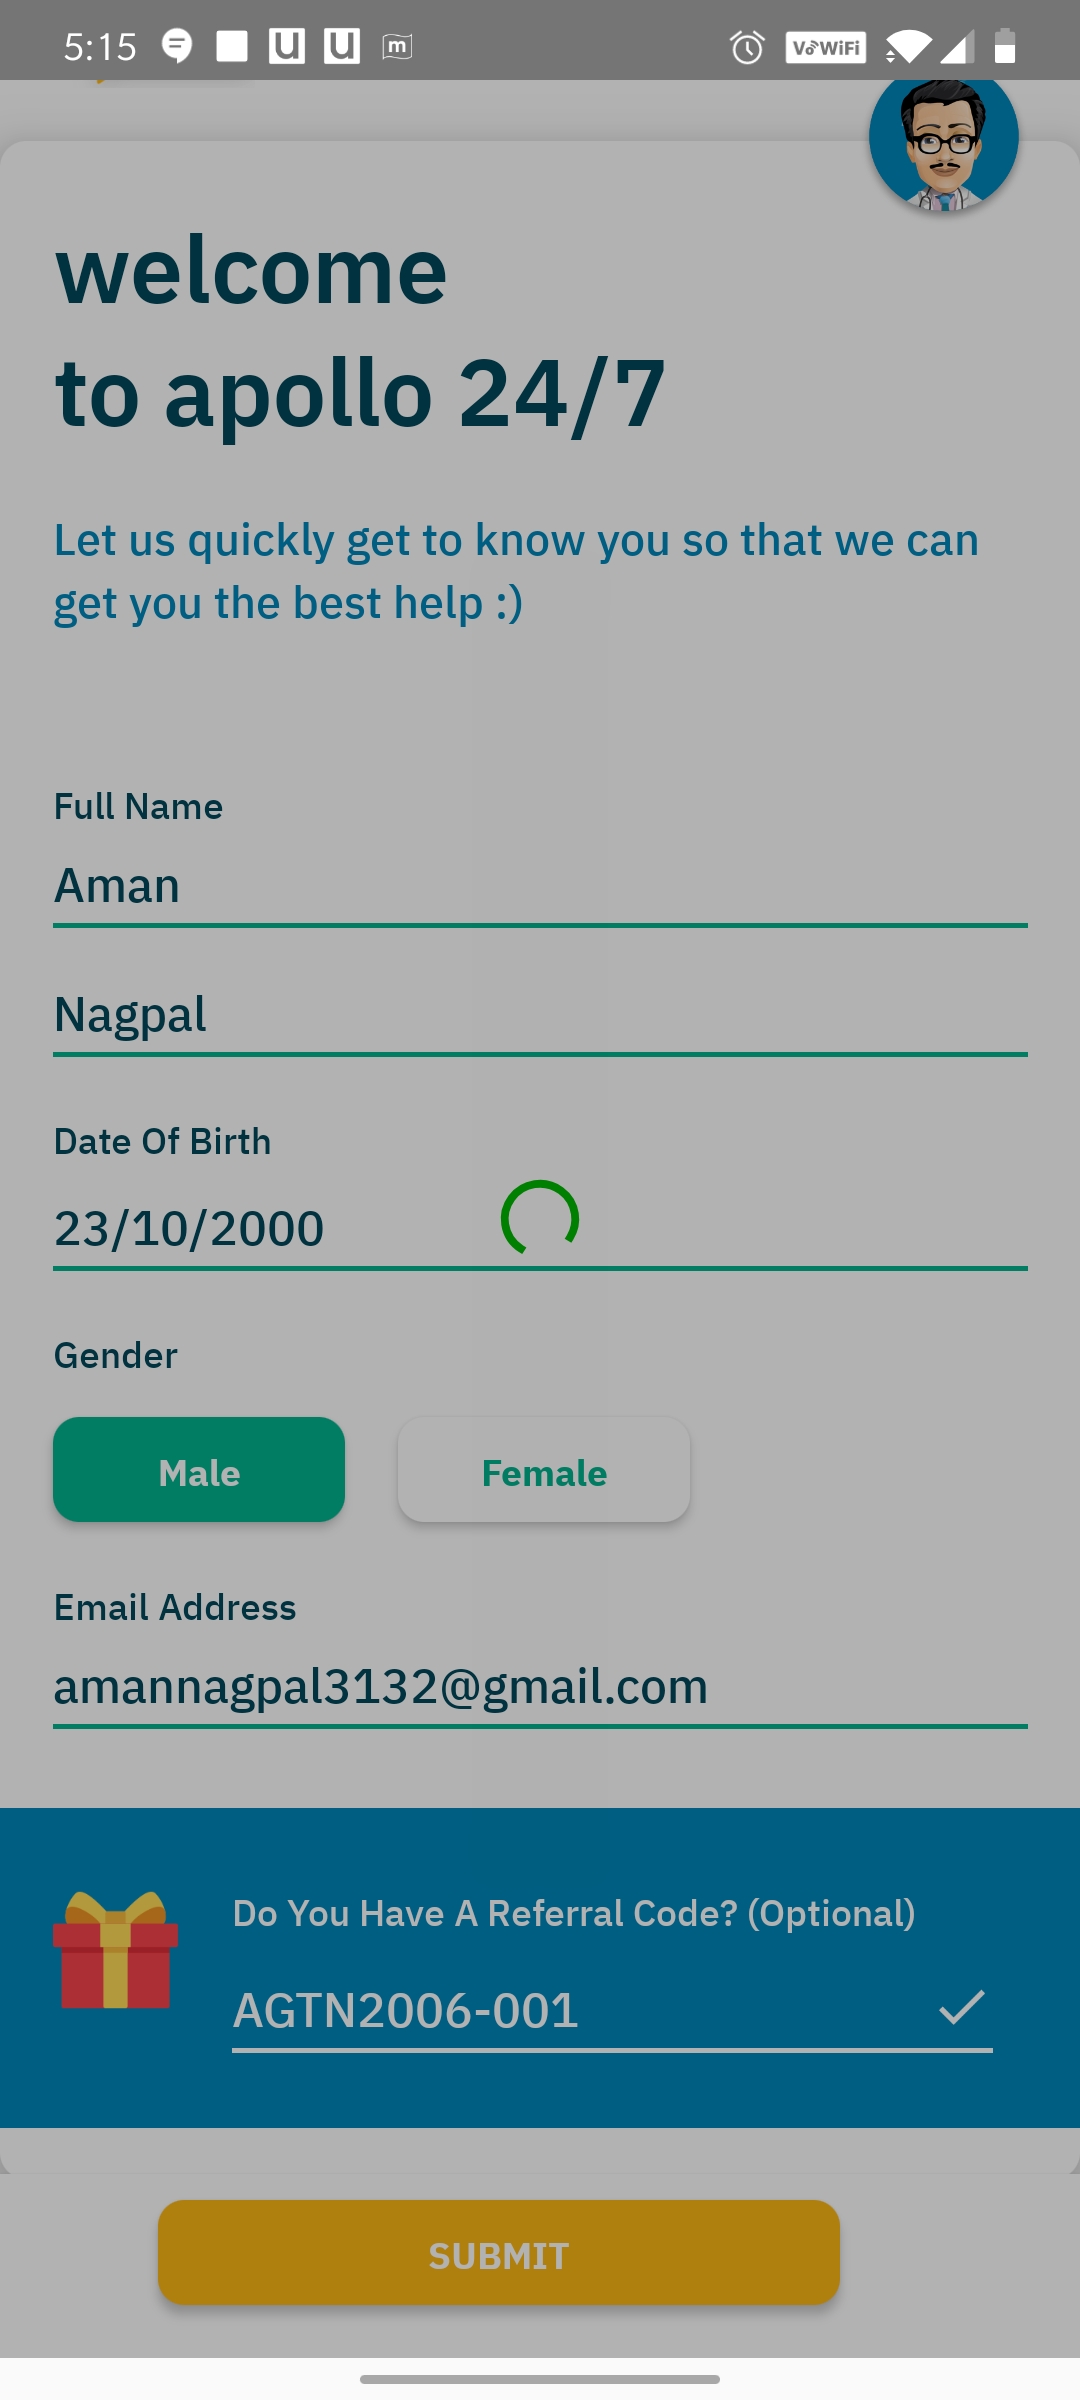 5:15
u u m
VoWiFi
welcome
to apollo 24/7
Let us quickly get to know you so that we can
get you the best help :)
Full Name
Aman
Nagpal
Date Of Birth
23/10/2000
Gender
Male Female
Email Address
amannagpal3132@gmail.com
Do You Have A Referral Code? (Optional)
AGTN2006-001
SUBMIT